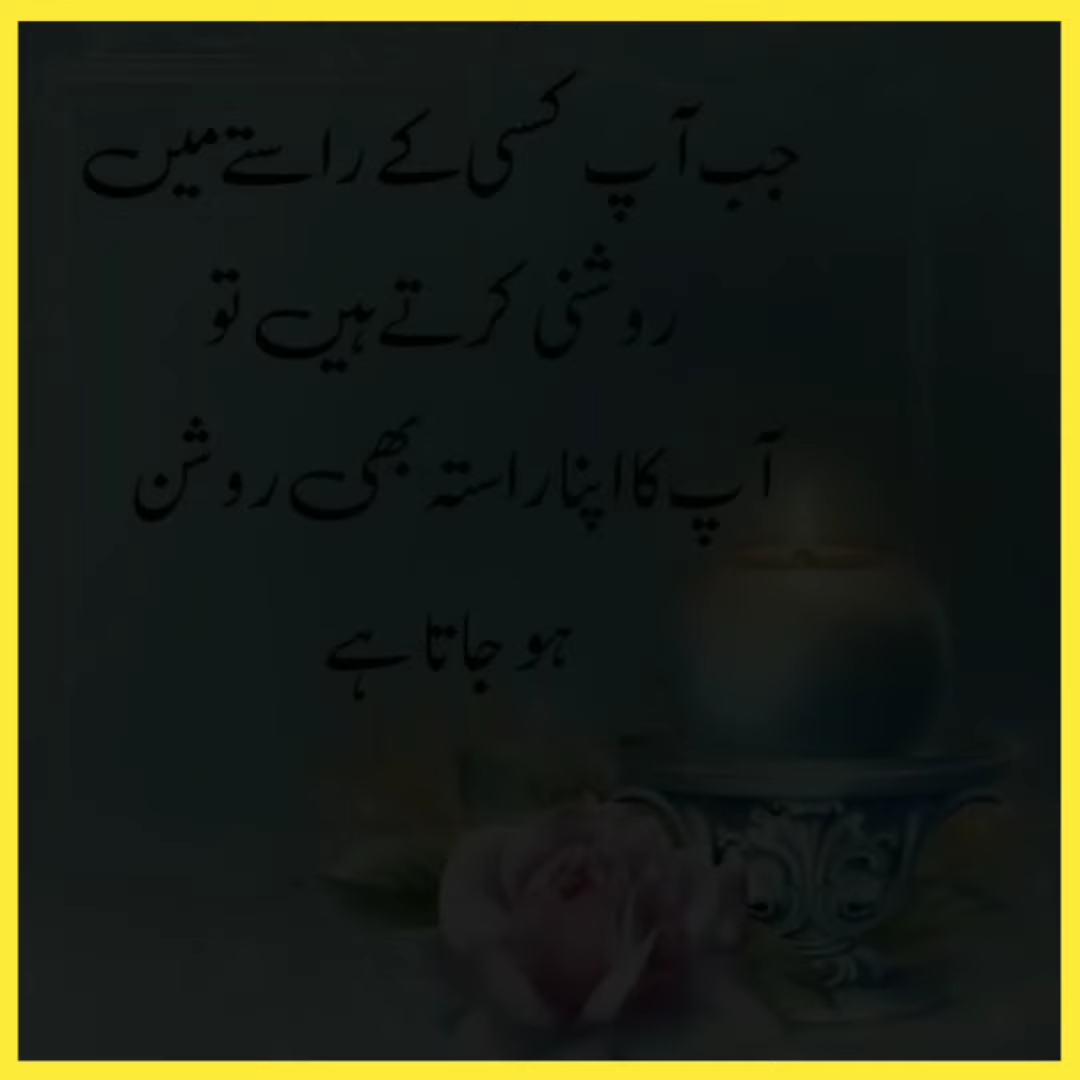 جب آپ کسی کے راستے میں
روشنی کرتے ہیں تو
آپ کا اپنا راستہ بھی روشن
ہو جاتا ہے